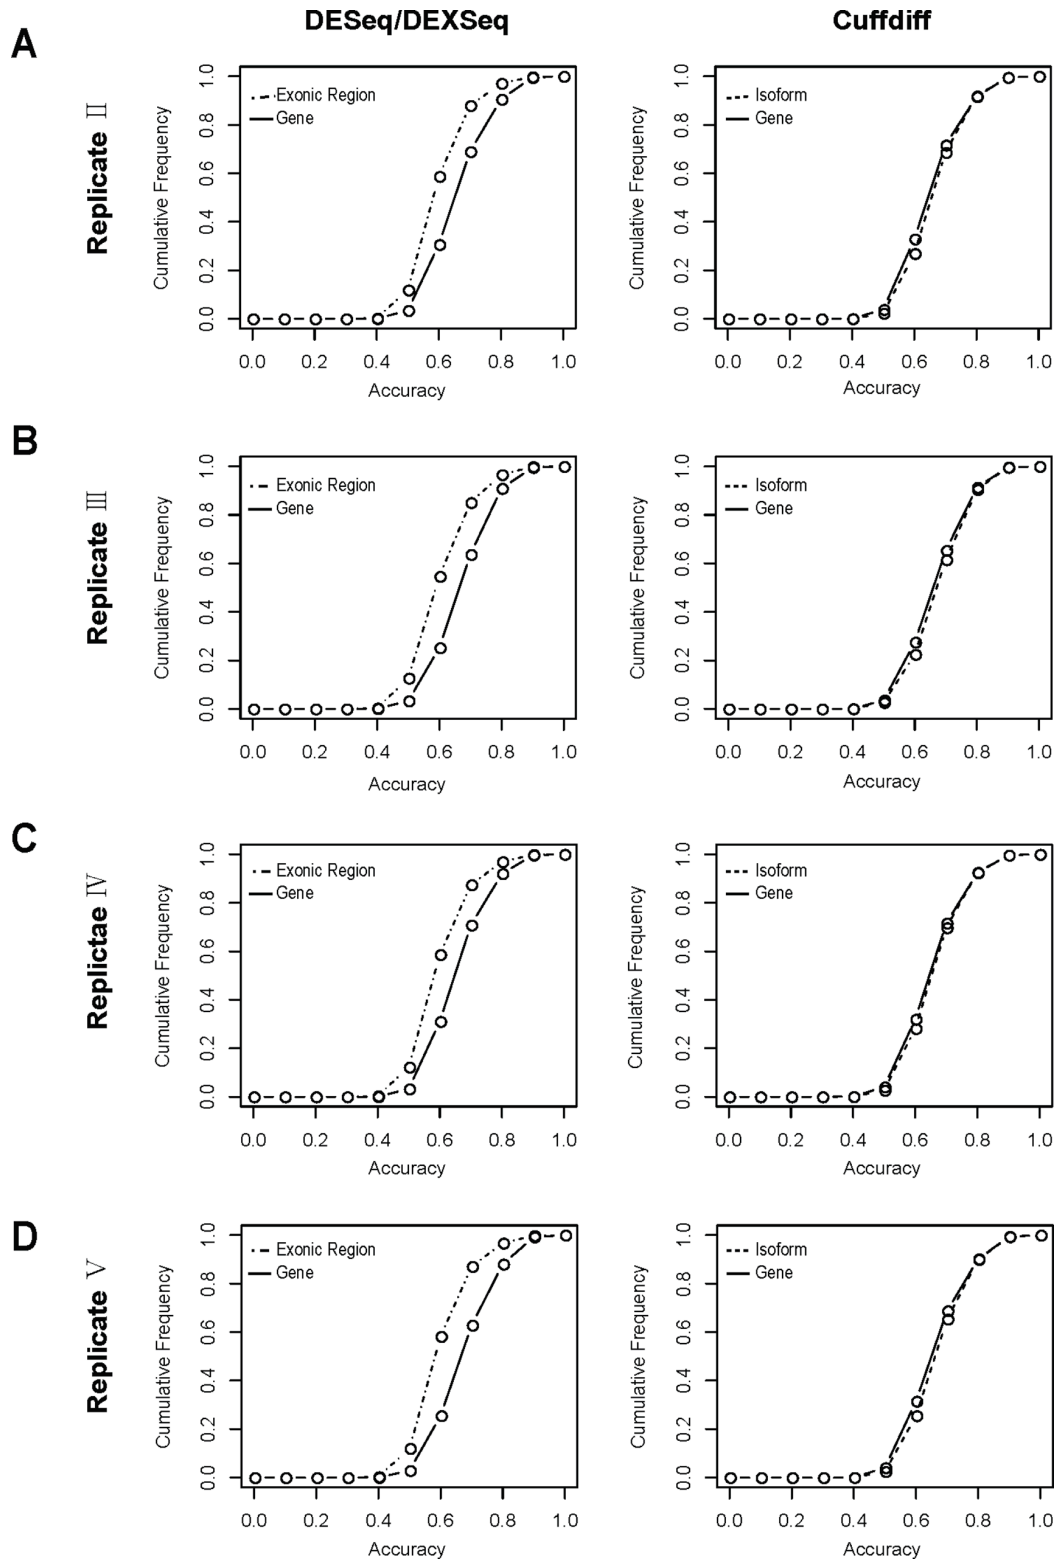 DESeq/DEXSeq
Cuffdiff
A
Replicate Ⅱ
Cumulative Frequency
1.0
0.8
0.6
0.4
0.2
0.0
Exonic Region
Gene
0.0 0.2 0.4 0.6 0.8 1.0
Accuracy
Cumulative Frequency
1.0
0.8
0.6
0.4
0.2
0.0
Isoform
Gene
0.0 0.2 0.4 0.6 0.8 1.0
Accuracy
B
Replicate Ⅲ
Cumulative Frequency
1.0
0.8
0.6
0.4
0.2
0.0
Exonic Region
Gene
0.0 0.2 0.4 0.6 0.8 1.0
Accuracy
Cumulative Frequency
1.0
0.8
0.6
0.4
0.2
0.0
Isoform
Gene
0.0 0.2 0.4 0.6 0.8 1.0
Accuracy
C
Replictae Ⅳ
Cumulative Frequency
1.0
0.8
0.6
0.4
0.2
0.0
Exonic Region
Gene
0.0 0.2 0.4 0.6 0.8 1.0
Accuracy
Cumulative Frequency
1.0
0.8
0.6
0.4
0.2
0.0
Isoform
Gene
0.0 0.2 0.4 0.6 0.8 1.0
Accuracy
D
Replicate Ⅴ
Cumulative Frequency
1.0
0.8
0.6
0.4
0.2
0.0
Exonic Region
Gene
0.0 0.2 0.4 0.6 0.8 1.0
Accuracy
Cumulative Frequency
1.0
0.8
0.6
0.4
0.2
0.0
Isoform
Gene
0.0 0.2 0.4 0.6 0.8 1.0
Accuracy